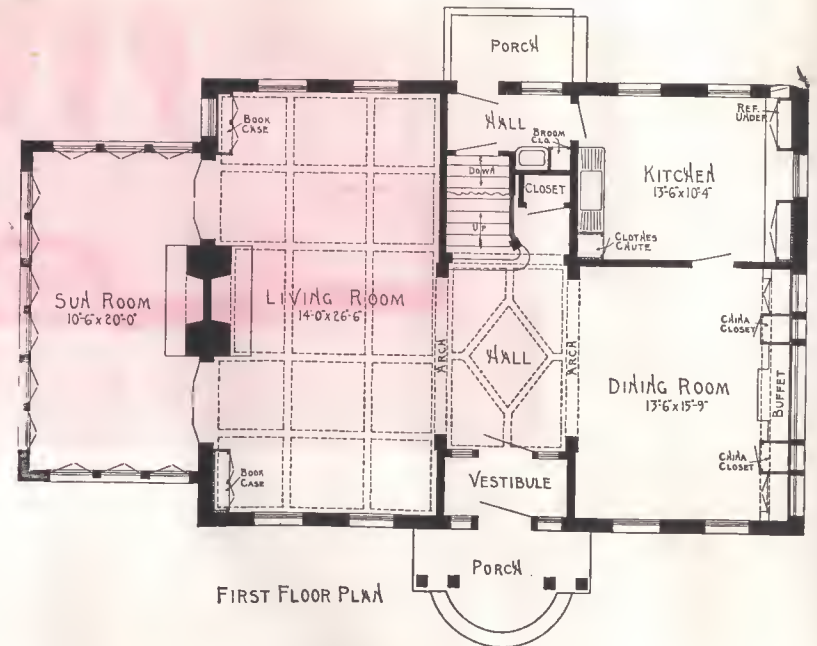 PORCH
BOOK
CASE
HALL
BROOM
CLO.
REF.
UNDER
DOWN
CLOSET
KITCHEN
13'-6"x10'-4"
UP
CLOTHES
CHUTE
SUN ROOM
10'-6"x20'-0"
LIVING ROOM
14'-0"x26'-6"
ARCH
HALL
ARCH
CHINA
CLOSET
DINING ROOM
13'-6"x15'-9"
BUFFET
CHINA
CLOSET
BOOK
CASE
VESTIBULE
PORCH
FIRST FLOOR PLAN